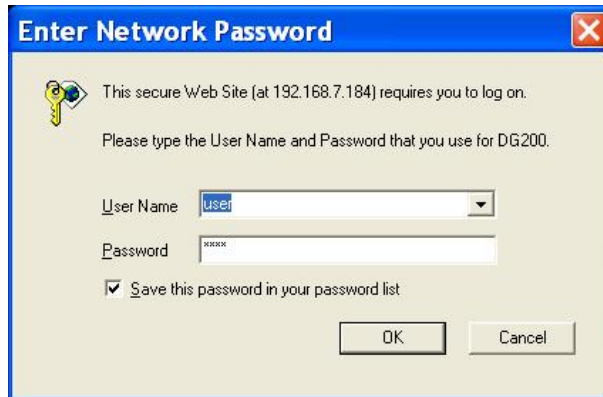 Enter Network Password
This secure Web Site (at 192.168.7.184) requires you to log on.
Please type the User Name and Password that you use for DG200.
User Name user
Password ****
Save this password in your password list
OK Cancel